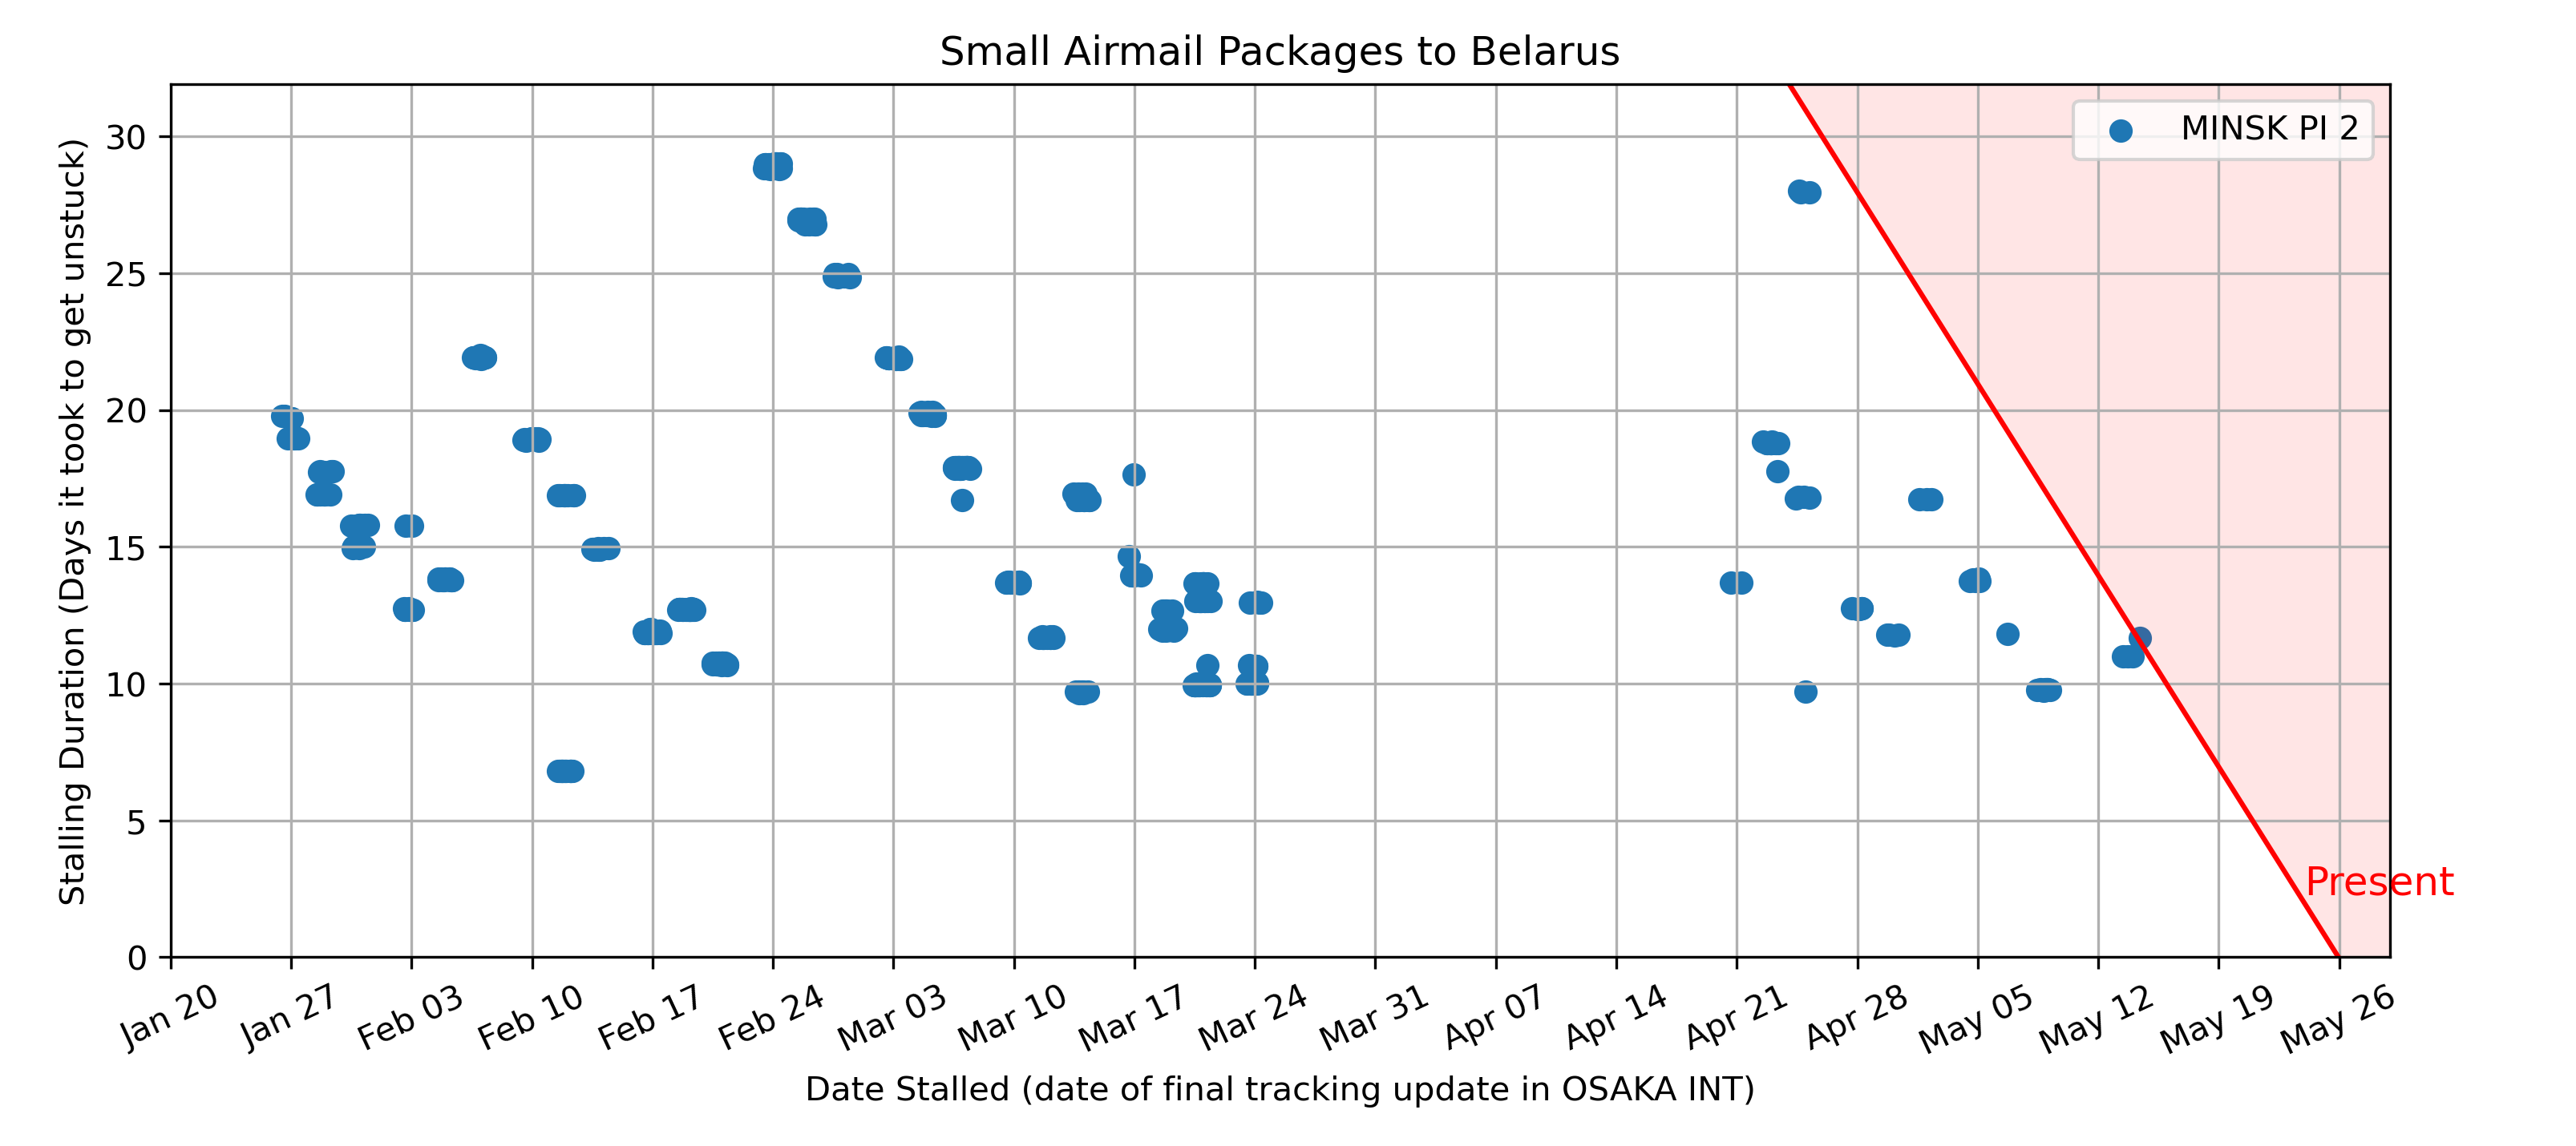 Small Airmail Packages to Belarus
MINSK PI 2
Stalling Duration (Days it took to get unstuck)
30
25
20
15
10
5
0
Present
Jan 20
Jan 27
Feb 03
Feb 10
Feb 17
Feb 24
Mar 03
Mar 10
Mar 17
Mar 24
Mar 31
Apr 07
Apr 14
Apr 21
Apr 28
May 05
May 12
May 19
May 26
Date Stalled (date of final tracking update in OSAKA INT)